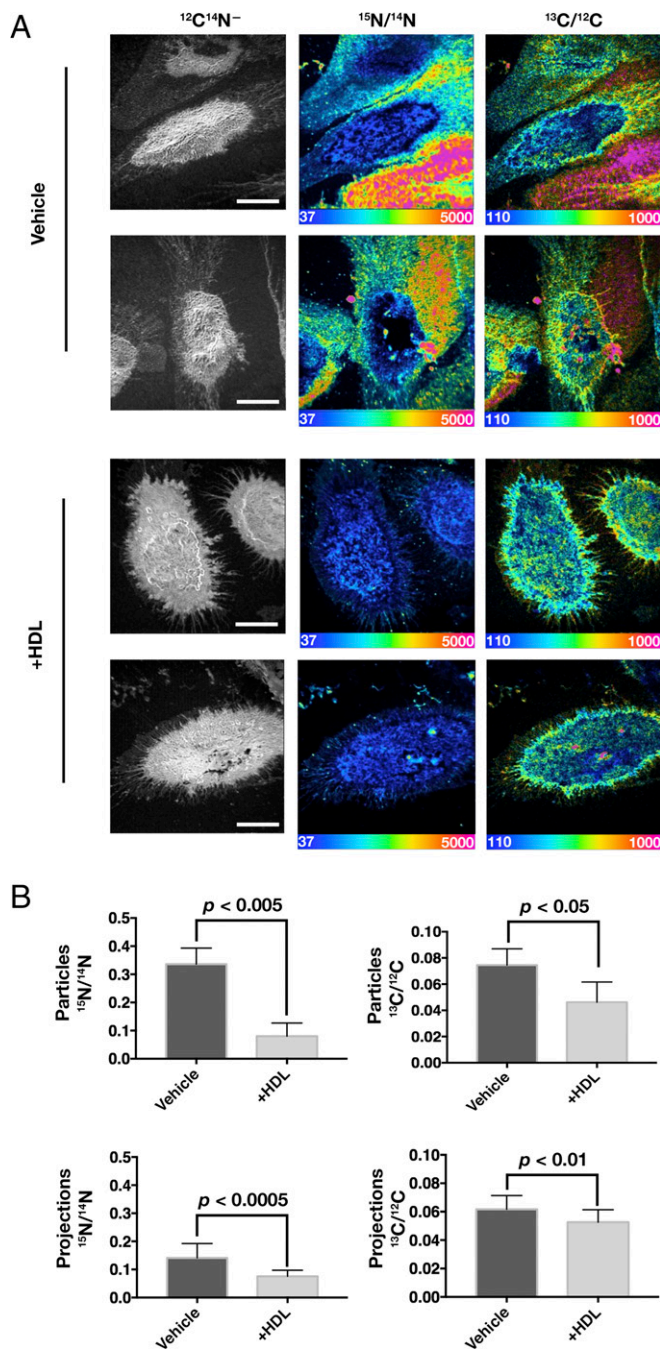 A
¹²C¹⁴N⁻ ¹⁵N/¹⁴N ¹³C/¹²C
Vehicle
37 5000 110 1000
37 5000 110 1000
+HDL
37 5000 110 1000
37 5000 110 1000
B
p < 0.005
Particles
¹⁵N/¹⁴N
0.5
0.4
0.3
0.2
0.1
0.0
Vehicle +HDL
p < 0.05
Particles
¹³C/¹²C
0.10
0.08
0.06
0.04
0.02
0.00
Vehicle +HDL
p < 0.0005
Projections
¹⁵N/¹⁴N
0.5
0.4
0.3
0.2
0.1
0.0
Vehicle +HDL
p < 0.01
Projections
¹³C/¹²C
0.10
0.08
0.06
0.04
0.02
0.00
Vehicle +HDL